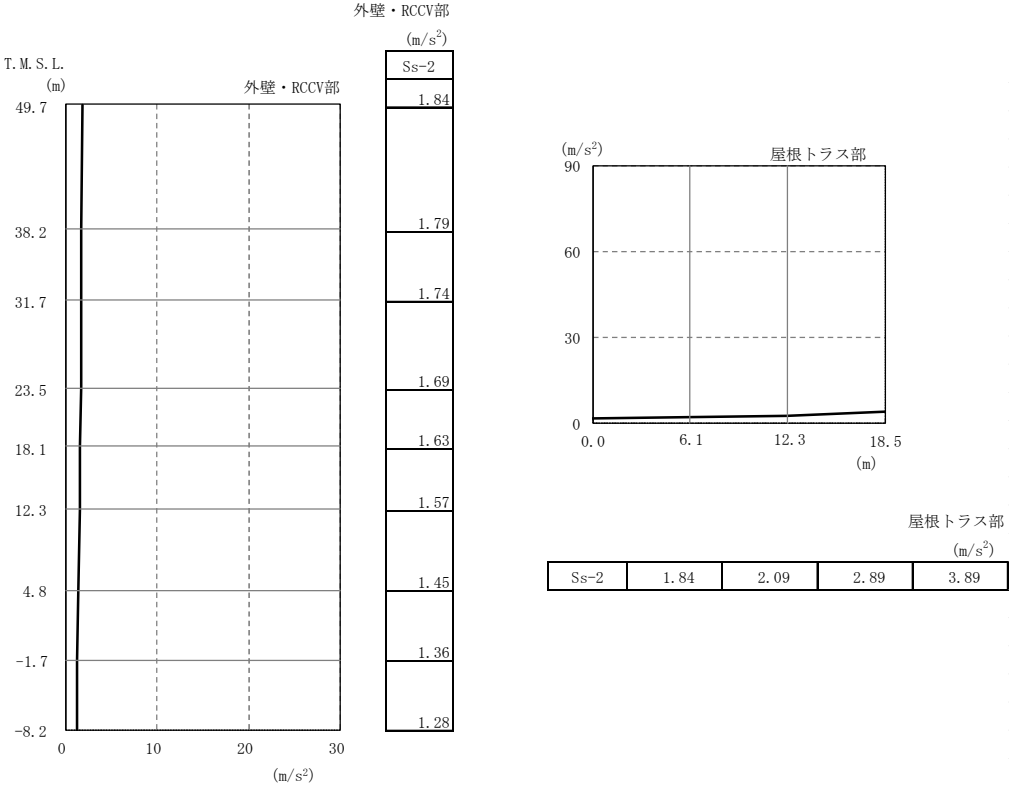 外壁・RCCV部
(m/s²)
Ss-2
1.84
1.79
1.74
1.69
1.63
1.57
1.45
1.36
1.28
T.M.S.L.
(m)
外壁・RCCV部
49.7
38.2
31.7
23.5
18.1
12.3
4.8
-1.7
-8.2
0 10 20 30
(m/s²)
(m/s²)
屋根トラス部
90
60
30
0
0.0 6.1 12.3 18.5
(m)
屋根トラス部
(m/s²)
Ss-2 1.84 2.09 2.89 3.89